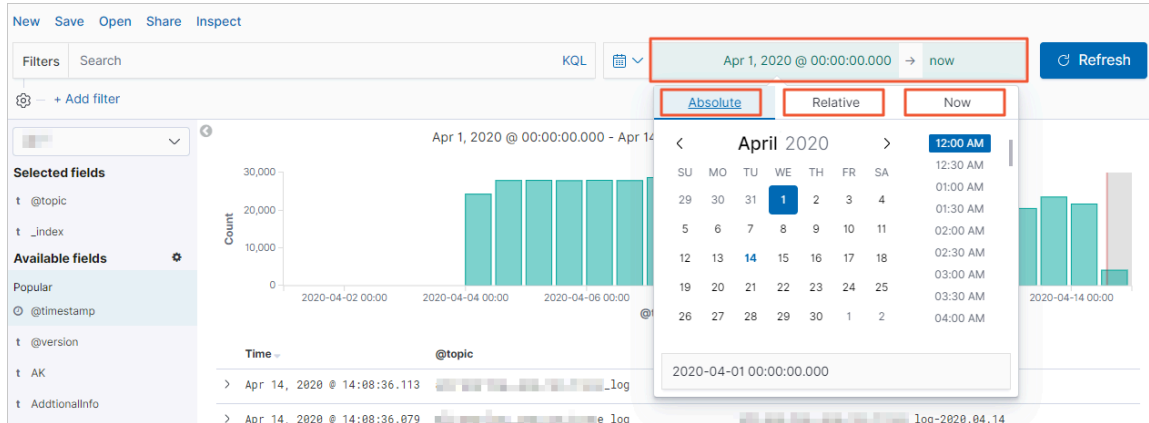 New Save Open Share Inspect
Filters Search KQL Apr 1, 2020 @ 00:00:00.000 → now Refresh
+ Add filter
Absolute Relative Now
Apr 1, 2020 @ 00:00:00.000 - Apr 14
April 2020
SU MO TU WE TH FR SA
29 30 31 1 2 3 4
5 6 7 8 9 10 11
12 13 14 15 16 17 18
19 20 21 22 23 24 25
26 27 28 29 30 1 2
12:00 AM
12:30 AM
01:00 AM
01:30 AM
02:00 AM
02:30 AM
03:00 AM
03:30 AM
04:00 AM
2020-04-01 00:00:00.000
Selected fields
t @topic
t _index
Available fields
Popular
@timestamp
t @version
t AK
t AddtionalInfo
Count
30,000
20,000
10,000
0
2020-04-02 00:00 2020-04-04 00:00 2020-04-06 00:00 2020-04-14 00:00
Time @topic
> Apr 14, 2020 @ 14:08:36.113 _log
> Apr 14, 2020 @ 14:08:36.079 e_log log-2020.04.14